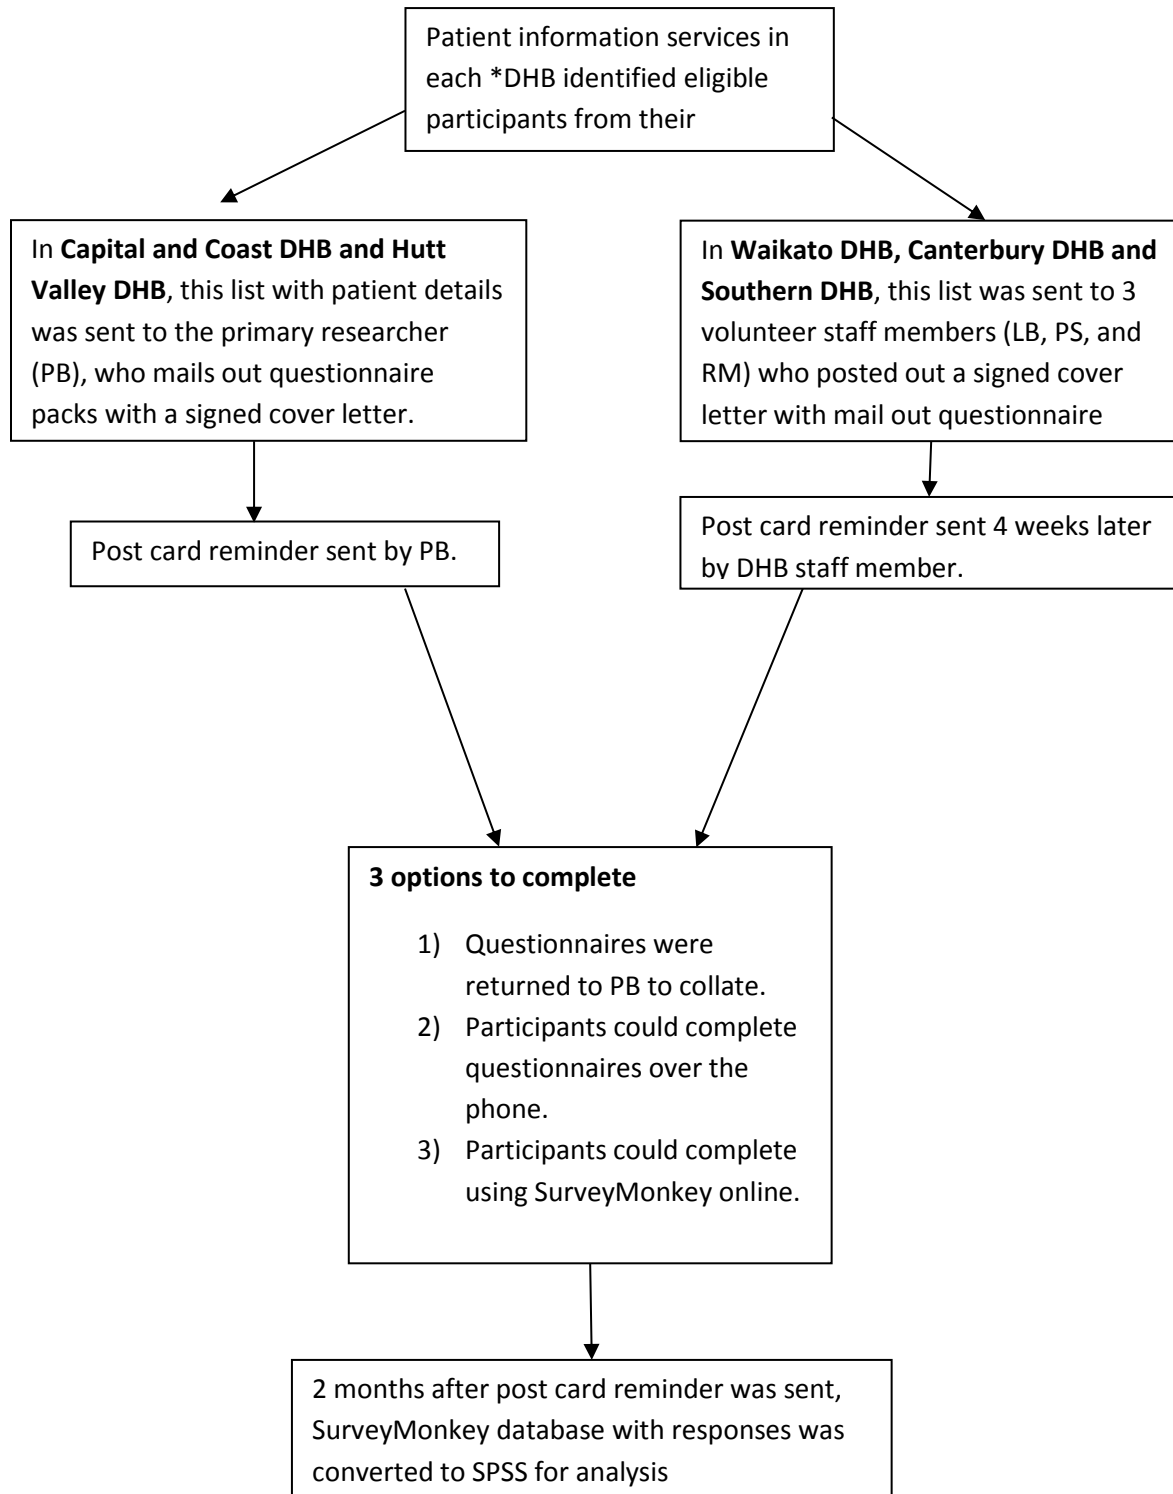 Patient information services in
each *DHB identified eligible
participants from their
In Capital and Coast DHB and Hutt
Valley DHB, this list with patient details
was sent to the primary researcher
(PB), who mails out questionnaire
packs with a signed cover letter.
In Waikato DHB, Canterbury DHB and
Southern DHB, this list was sent to 3
volunteer staff members (LB, PS, and
RM) who posted out a signed cover
letter with mail out questionnaire
Post card reminder sent by PB.
Post card reminder sent 4 weeks later
by DHB staff member.
3 options to complete
1) Questionnaires were
returned to PB to collate.
2) Participants could complete
questionnaires over the
phone.
3) Participants could complete
using SurveyMonkey online.
2 months after post card reminder was sent,
SurveyMonkey database with responses was
converted to SPSS for analysis